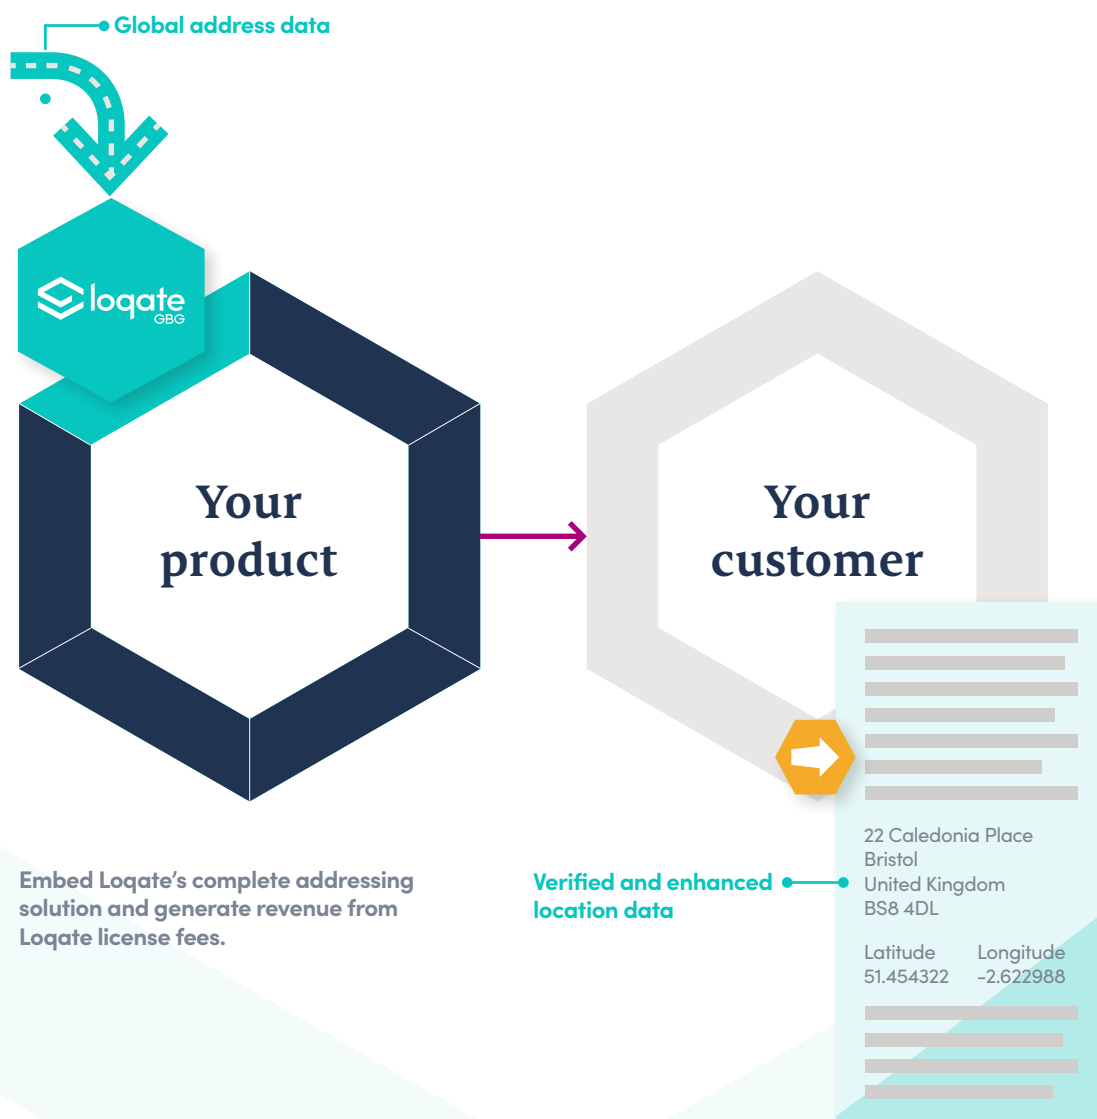 Global address data
loqate
GBG
Your
product
Your
customer
Embed Loqate’s complete addressing
solution and generate revenue from
Loqate license fees.
Verified and enhanced
location data
22 Caledonia Place
Bristol
United Kingdom
BS8 4DL
Latitude Longitude
51.454322 -2.622988